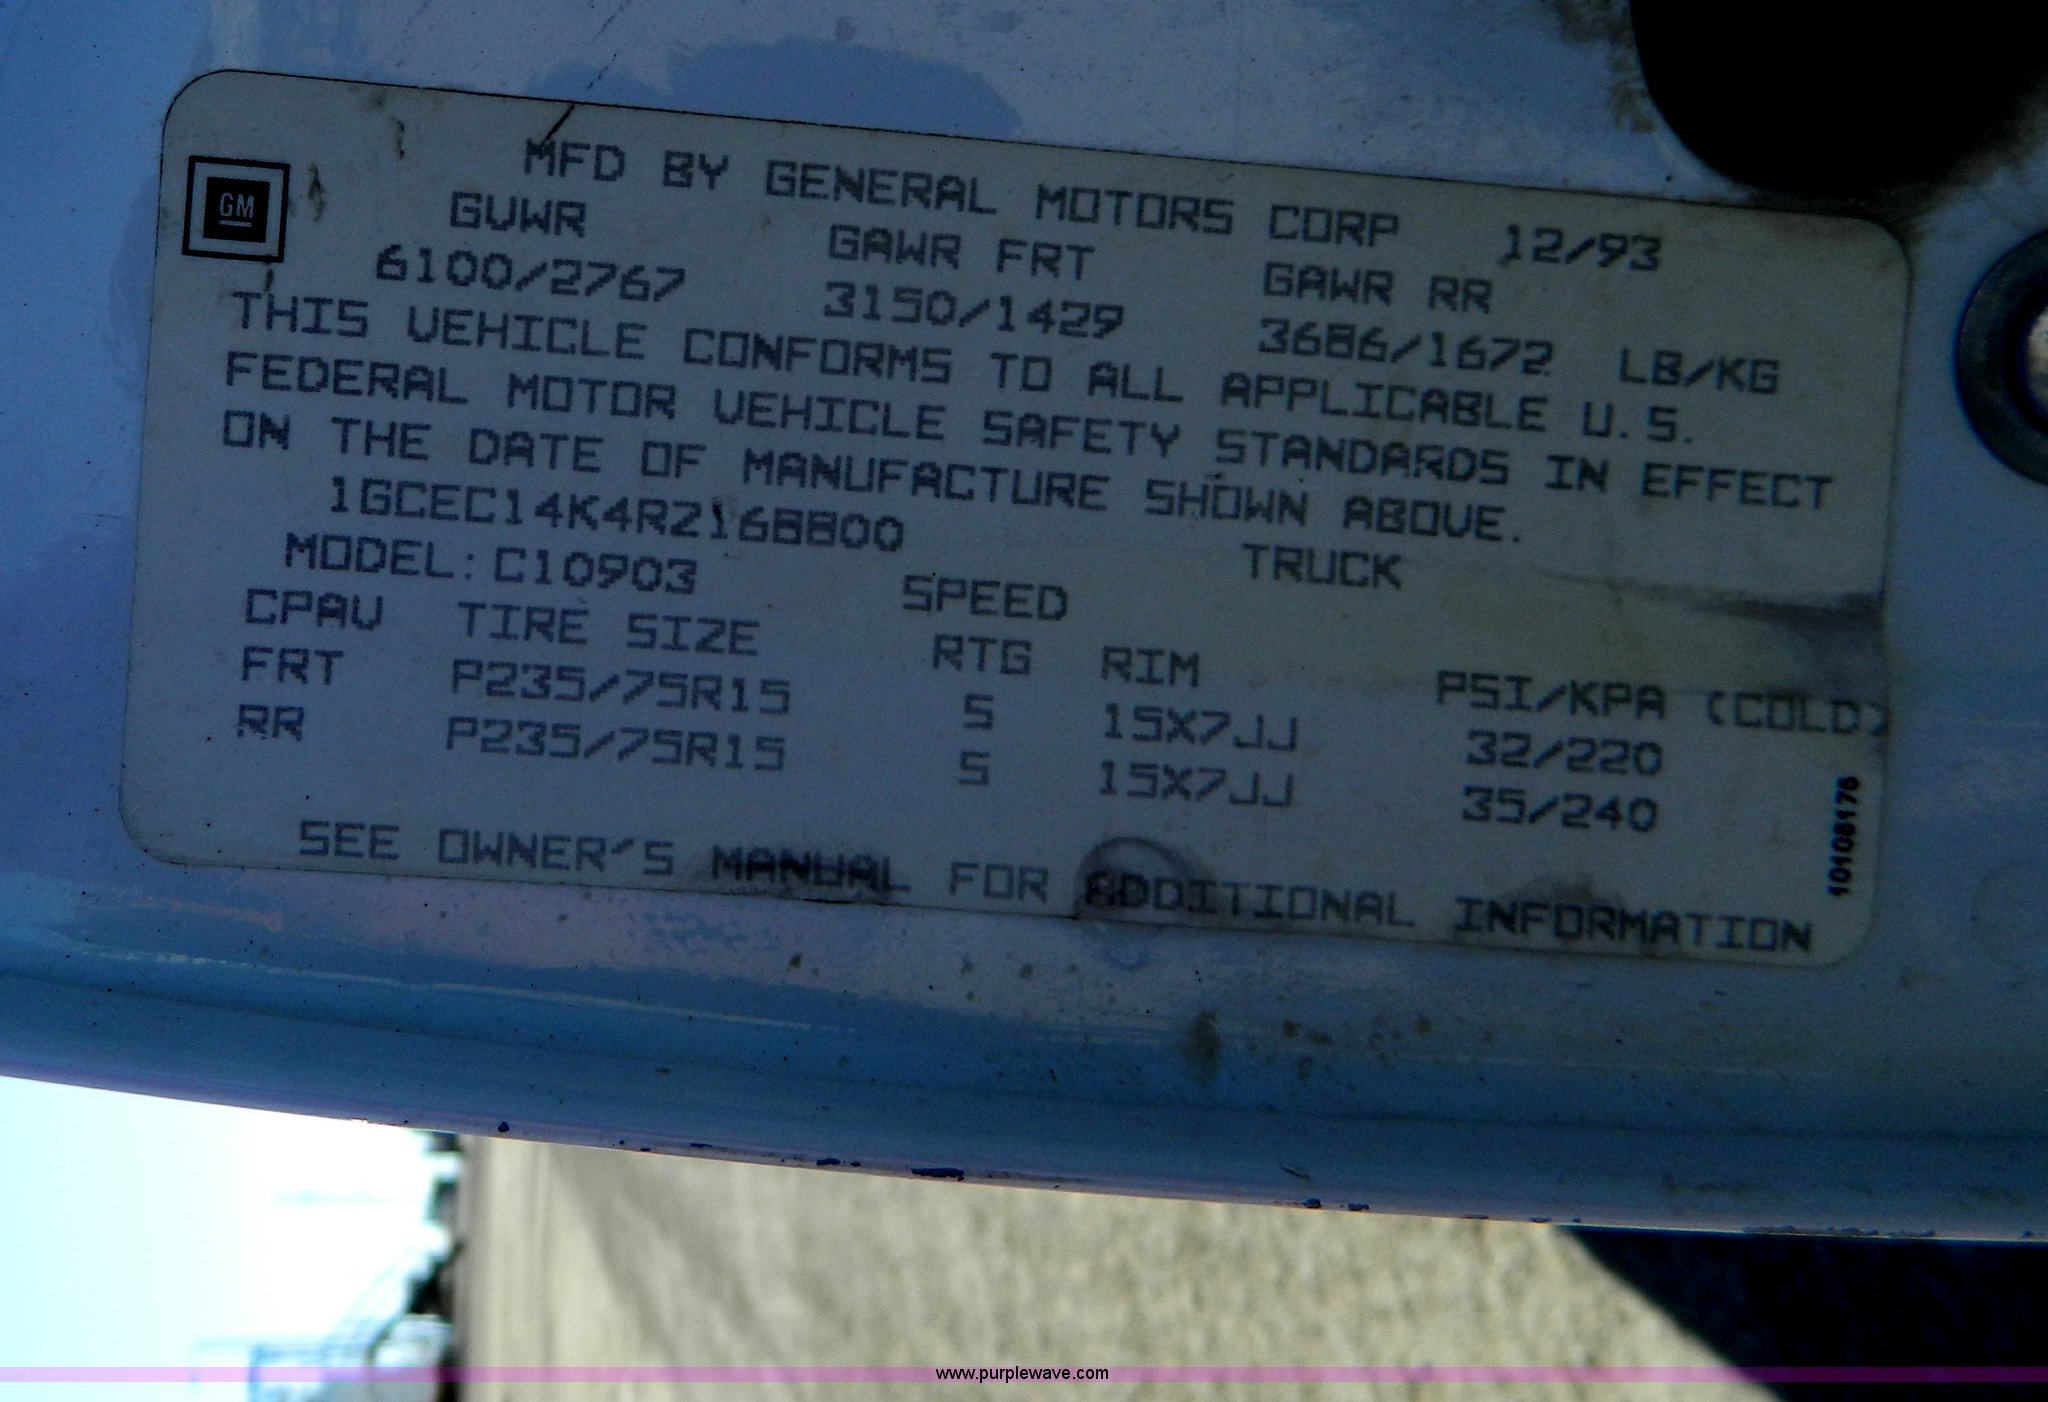 GM
MFD BY GENERAL MOTORS CORP 12/93
GVWR GAWR FRT GAWR RR
6100/2767 3150/1429 3686/1672 LB/KG
THIS VEHICLE CONFORMS TO ALL APPLICABLE U.S.
FEDERAL MOTOR VEHICLE SAFETY STANDARDS IN EFFECT
ON THE DATE OF MANUFACTURE SHOWN ABOVE.
1GCEC14K4RZ168800 TRUCK
MODEL:C10903 SPEED
CPAV TIRE SIZE RTG RIM PSI/KPA (COLD)
FRT P235/75R15 S 15X7JJ 32/220
RR P235/75R15 S 15X7JJ 35/240
SEE OWNER'S MANUAL FOR ADDITIONAL INFORMATION
10108176
www.purplewave.com